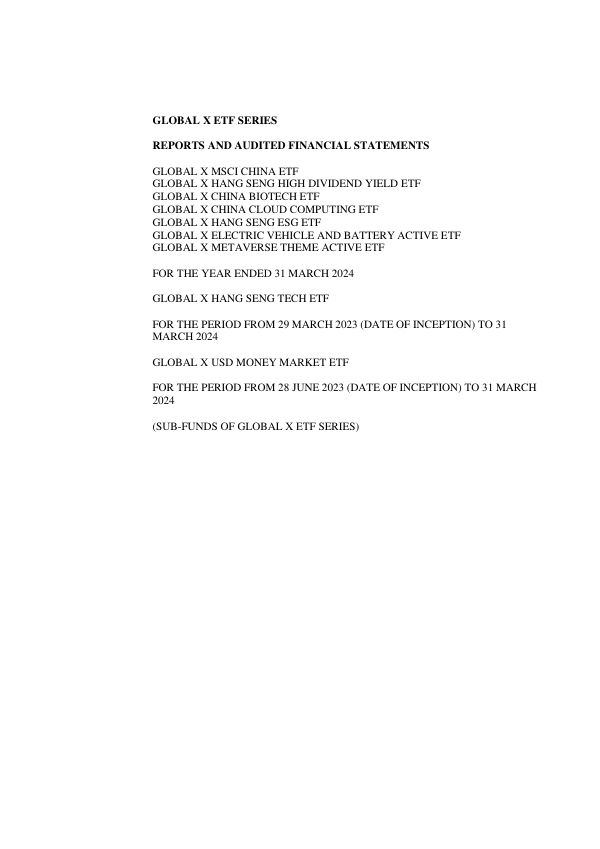 GLOBAL X ETF SERIES
REPORTS AND AUDITED FINANCIAL STATEMENTS
GLOBAL X MSCI CHINA ETF
GLOBAL X HANG SENG HIGH DIVIDEND YIELD ETF
GLOBAL X CHINA BIOTECH ETF
GLOBAL X CHINA CLOUD COMPUTING ETF
GLOBAL X HANG SENG ESG ETF
GLOBAL X ELECTRIC VEHICLE AND BATTERY ACTIVE ETF
GLOBAL X METAVERSE THEME ACTIVE ETF
FOR THE YEAR ENDED 31 MARCH 2024
GLOBAL X HANG SENG TECH ETF
FOR THE PERIOD FROM 29 MARCH 2023 (DATE OF INCEPTION) TO 31
MARCH 2024
GLOBAL X USD MONEY MARKET ETF
FOR THE PERIOD FROM 28 JUNE 2023 (DATE OF INCEPTION) TO 31 MARCH
2024
(SUB-FUNDS OF GLOBAL X ETF SERIES)